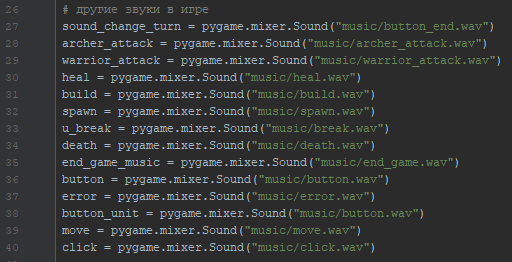 26 # другие звуки в игре
27 sound_change_turn = pygame.mixer.Sound("music/button_end.wav")
28 archer_attack = pygame.mixer.Sound("music/archer_attack.wav")
29 warrior_attack = pygame.mixer.Sound("music/warrior_attack.wav")
30 heal = pygame.mixer.Sound("music/heal.wav")
31 build = pygame.mixer.Sound("music/build.wav")
32 spawn = pygame.mixer.Sound("music/spawn.wav")
33 u_break = pygame.mixer.Sound("music/break.wav")
34 death = pygame.mixer.Sound("music/death.wav")
35 end_game_music = pygame.mixer.Sound("music/end_game.wav")
36 button = pygame.mixer.Sound("music/button.wav")
37 error = pygame.mixer.Sound("music/error.wav")
38 button_unit = pygame.mixer.Sound("music/button.wav")
39 move = pygame.mixer.Sound("music/move.wav")
40 click = pygame.mixer.Sound("music/click.wav")